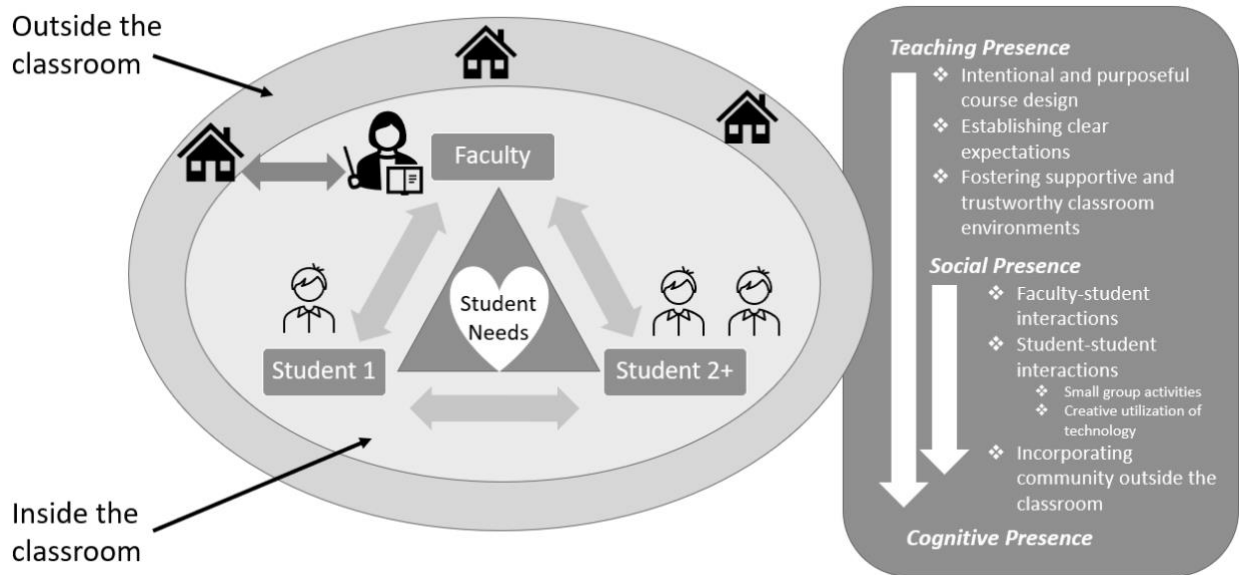 Outside the
classroom
Faculty
Student
Needs
Student 1
Student 2+
Inside the
classroom
Teaching Presence
❖ Intentional and purposeful
course design
❖ Establishing clear
expectations
❖ Fostering supportive and
trustworthy classroom
environments
Social Presence
❖ Faculty-student
interactions
❖ Student-student
interactions
❖ Small group activities
❖ Creative utilization of
technology
❖ Incorporating
community outside the
classroom
Cognitive Presence